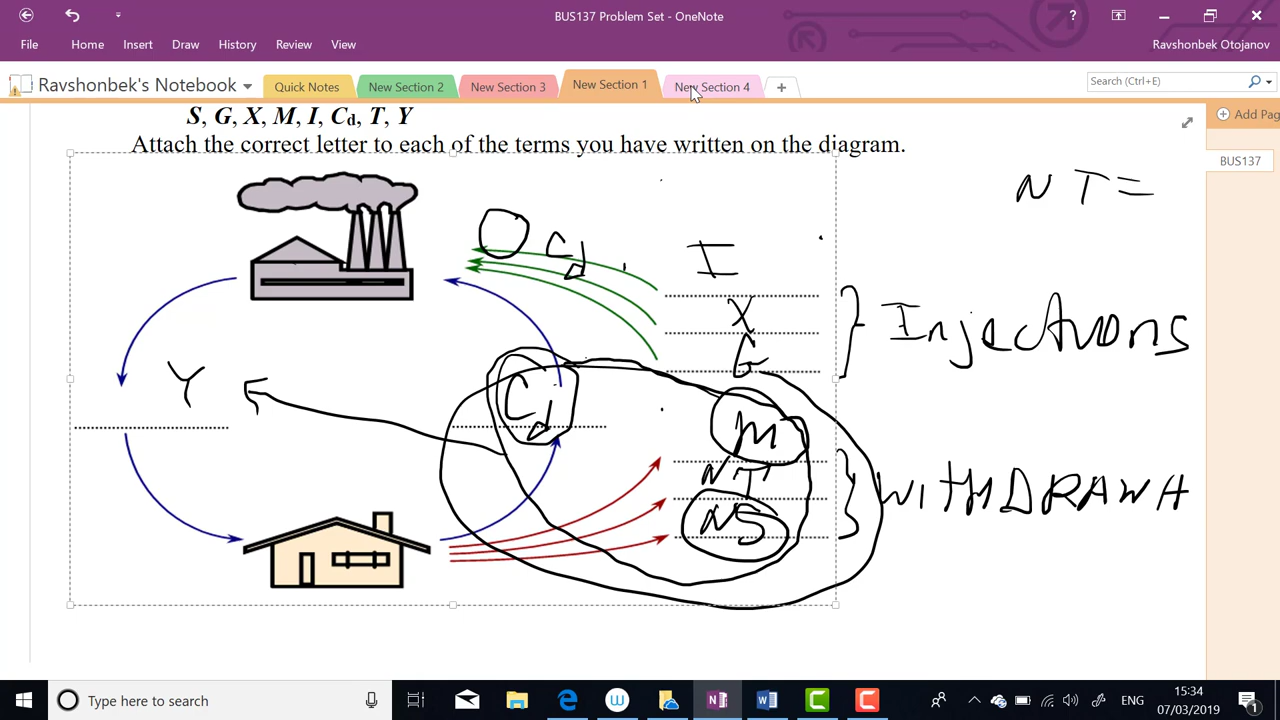 BUS137 Problem Set - OneNote
?
File Home Insert Draw History Review View
Ravshonbek Otojanov
Ravshonbek's Notebook
Quick Notes
New Section 2
New Section 3
New Section 1
New Section 4
+
Search (Ctrl+E)
Add Pag
BUS137
S, G, X, M, I, Cd, T, Y
Attach the correct letter to each of the terms you have written on the diagram.
NT=
Cd,
I
X
G
Injections
Y
Cd
M
NT
NS
WITHDRAWA
Type here to search
ENG
15:34
07/03/2019
1